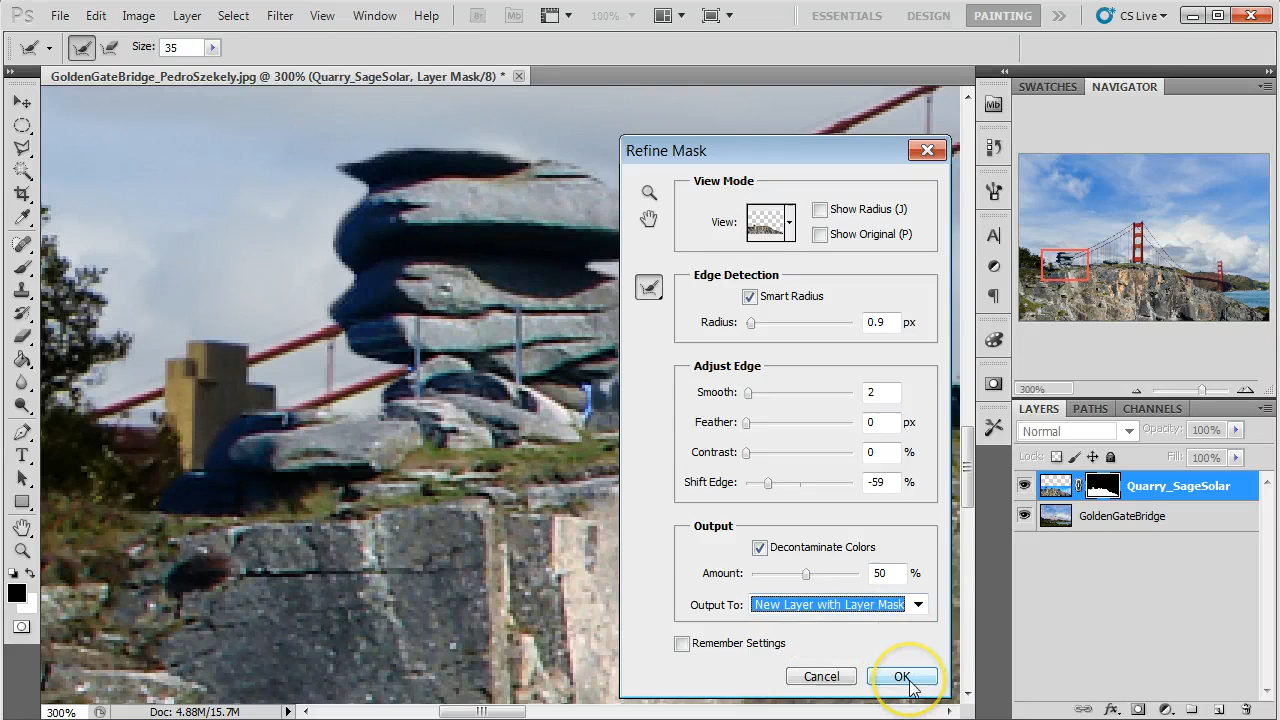 Ps File Edit Image Layer Select Filter View Window Help Br Mb 100% ESSENTIALS DESIGN PAINTING CS Live
Size: 35
GoldenGateBridge_PedroSzekely.jpg @ 300% (Quarry_SageSolar, Layer Mask/8) *
SWATCHES NAVIGATOR
Mb
Refine Mask
View Mode
View:
Show Radius (J)
Show Original (P)
Edge Detection
Smart Radius
Radius: 0.9 px
Adjust Edge
Smooth: 2
Feather: 0 px
Contrast: 0 %
Shift Edge: -59 %
Output
Decontaminate Colors
Amount: 50 %
Output To: New Layer with Layer Mask
Remember Settings
Cancel OK
300%
LAYERS PATHS CHANNELS
Normal Opacity: 100%
Lock: Fill: 100%
Quarry_SageSolar
GoldenGateBridge
300% Doc: 4.88M/15.7M